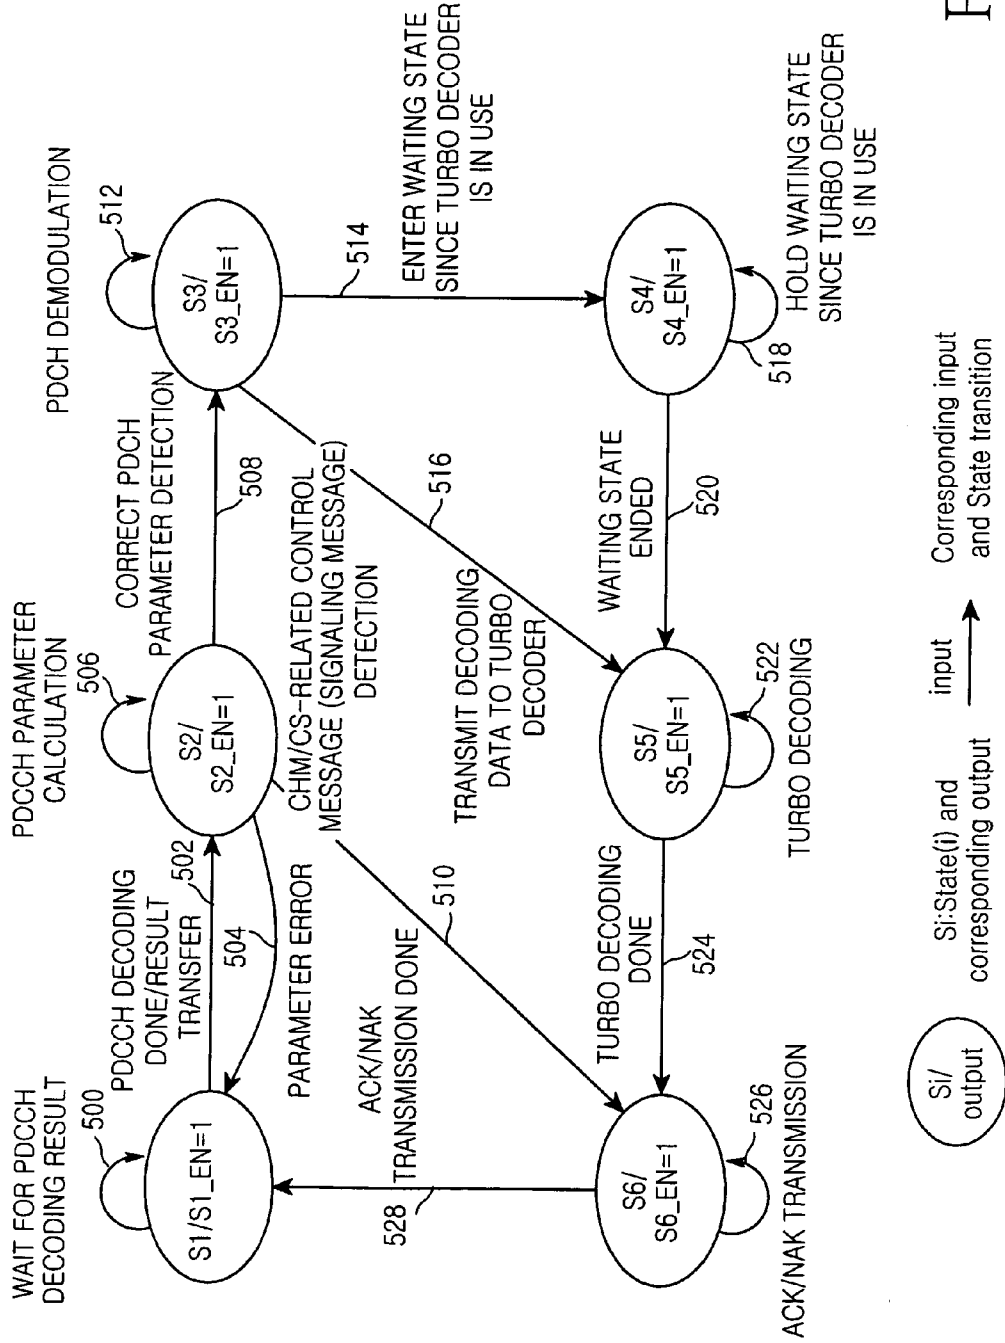 WAIT FOR PDCCH
DECODING RESULT
500
S1/S1_EN=1
PDCCH DECODING
DONE/RESULT
TRANSFER
502
504
PARAMETER ERROR
PDCCH PARAMETER
CALCULATION
506
S2/
S2_EN=1
CORRECT PDCH
PARAMETER DETECTION
508
PDCH DEMODULATION
512
S3/
S3_EN=1
CHM/CS-RELATED CONTROL
MESSAGE (SIGNALING MESSAGE)
DETECTION
510
514
ENTER WAITING STATE
SINCE TURBO DECODER
IS IN USE
516
TRANSMIT DECODING
DATA TO TURBO
DECODER
ACK/NAK
TRANSMISSION DONE
528
S6/
S6_EN=1
526
ACK/NAK TRANSMISSION
TURBO DECODING
DONE
524
S5/
S5_EN=1
522
TURBO DECODING
WAITING STATE
ENDED
520
S4/
S4_EN=1
518
HOLD WAITING STATE
SINCE TURBO DECODER
IS IN USE
Si/
output
Si:State(i) and
corresponding output
input
Corresponding input
and State transition
F